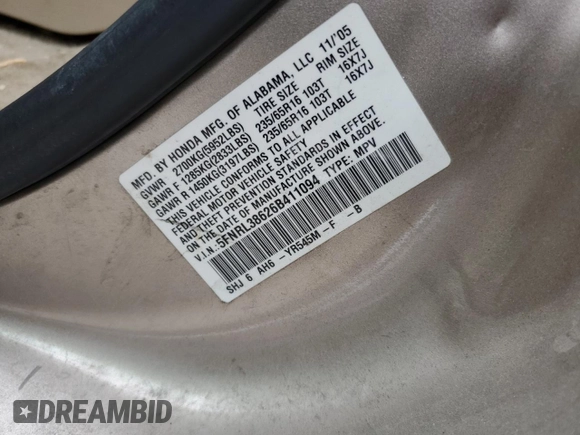 MFD. BY HONDA MFG. OF ALABAMA, LLC 11/'05
GVWR 2700KG(5952LBS) TIRE SIZE RIM SIZE
GAWR F 1285KG(2833LBS) 235/65R16 103T 16X7J
GAWR R 1450KG(3197LBS) 235/65R16 103T 16X7J
THIS VEHICLE CONFORMS TO ALL APPLICABLE
FEDERAL MOTOR VEHICLE SAFETY
AND THEFT PREVENTION STANDARDS IN EFFECT
ON THE DATE OF MANUFACTURE SHOWN ABOVE.
V.I.N.:5FNRL38626B411094 TYPE: MPV
SHJ 6 AH6 -YR545M-F -B
DREAMBID